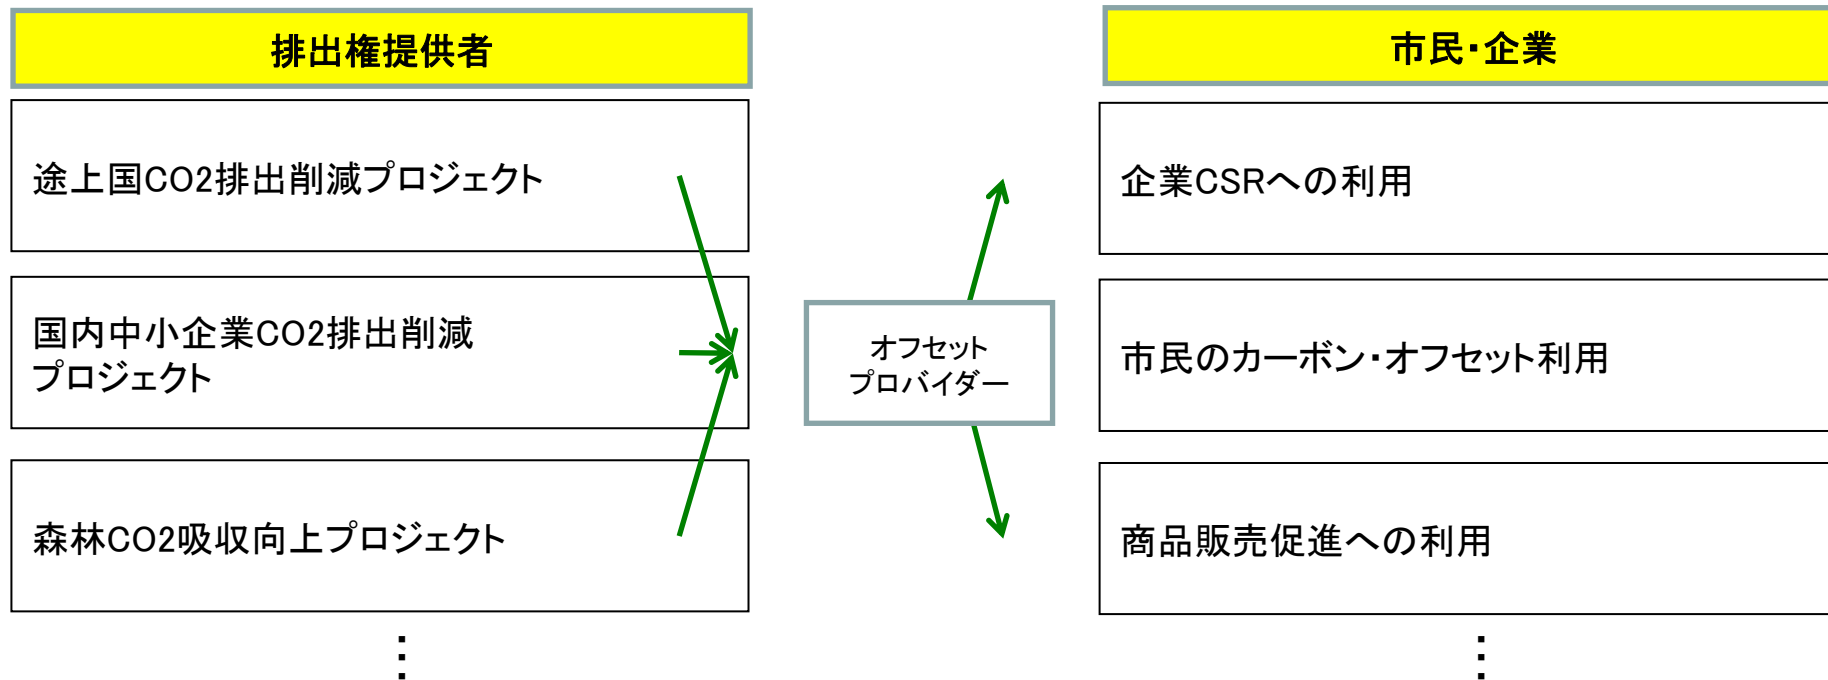 排出権提供者
途上国CO2排出削減プロジェクト
国内中小企業CO2排出削減
プロジェクト
森林CO2吸収向上プロジェクト
⋮
オフセット
プロバイダー
市民・企業
企業CSRへの利用
市民のカーボン・オフセット利用
商品販売促進への利用
⋮